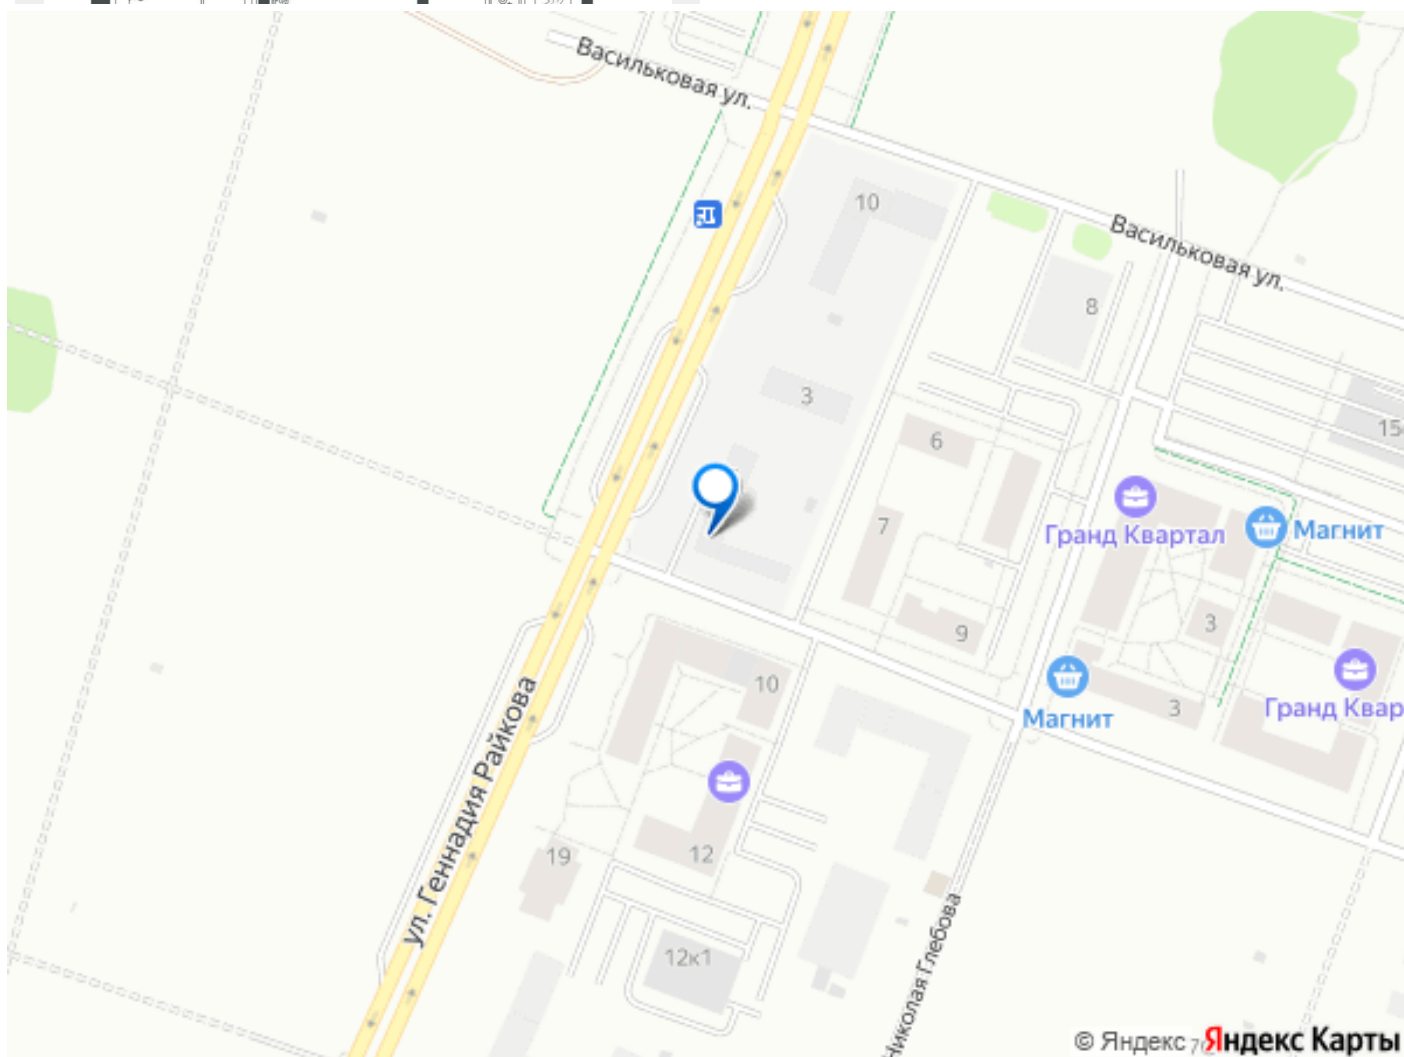 Васильковая ул.
10
Васильковая ул.
8
3
15
6
Гранд Квартал
Магнит
7
3
9
10
Магнит
3
Гранд Квар
ул. Геннадия Райкова
19
12
12к1
Николая Глебова
© Яндекс
Яндекс Карты